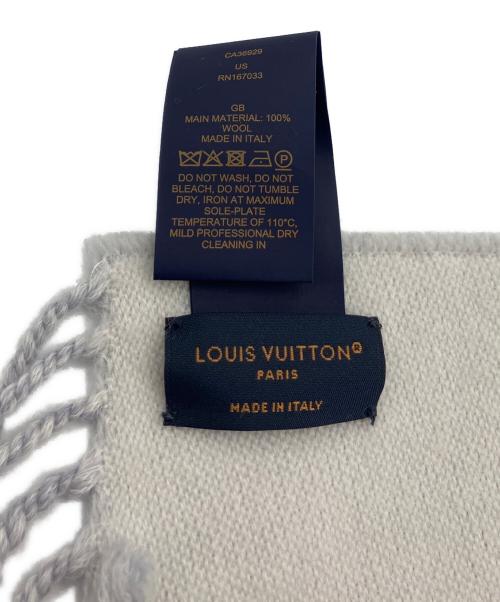 CA36929
US
RN167033
GB
MAIN MATERIAL: 100%
WOOL
MADE IN ITALY
DO NOT WASH, DO NOT
BLEACH, DO NOT TUMBLE
DRY, IRON AT MAXIMUM
SOLE-PLATE
TEMPERATURE OF 110°C,
MILD PROFESSIONAL DRY
CLEANING IN
LOUIS VUITTON®
PARIS
MADE IN ITALY